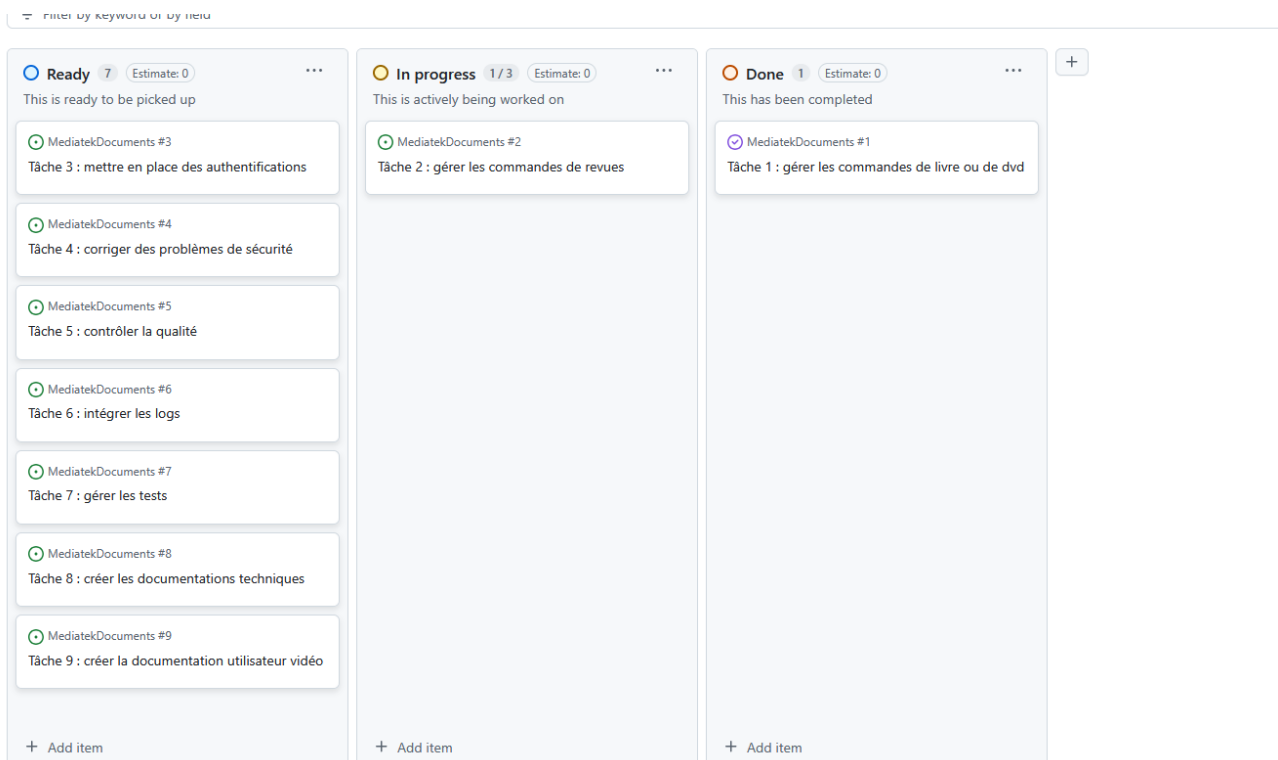 Filter by keyword or by field
Ready 7 Estimate: 0
This is ready to be picked up
MediatekDocuments #3
Tâche 3 : mettre en place des authentifications
MediatekDocuments #4
Tâche 4 : corriger des problèmes de sécurité
MediatekDocuments #5
Tâche 5 : contrôler la qualité
MediatekDocuments #6
Tâche 6 : intégrer les logs
MediatekDocuments #7
Tâche 7 : gérer les tests
MediatekDocuments #8
Tâche 8 : créer les documentations techniques
MediatekDocuments #9
Tâche 9 : créer la documentation utilisateur vidéo
+ Add item
In progress 1 / 3 Estimate: 0
This is actively being worked on
MediatekDocuments #2
Tâche 2 : gérer les commandes de revues
+ Add item
Done 1 Estimate: 0
This has been completed
MediatekDocuments #1
Tâche 1 : gérer les commandes de livre ou de dvd
+ Add item